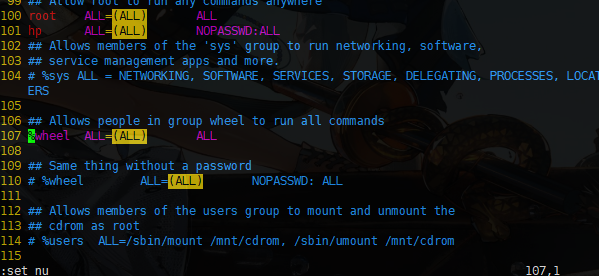 99 ## Allow root to run any commands anywhere
100 root    ALL=(ALL)       ALL
101 hp      ALL=(ALL)       NOPASSWD:ALL
102 ## Allows members of the 'sys' group to run networking, software,
103 ## service management apps and more.
104 # %sys ALL = NETWORKING, SOFTWARE, SERVICES, STORAGE, DELEGATING, PROCESSES, LOCAT
ERS
105
106 ## Allows people in group wheel to run all commands
107 %wheel  ALL=(ALL)       ALL
108
109 ## Same thing without a password
110 # %wheel        ALL=(ALL)       NOPASSWD: ALL
111
112 ## Allows members of the users group to mount and unmount the
113 ## cdrom as root
114 # %users  ALL=/sbin/mount /mnt/cdrom, /sbin/umount /mnt/cdrom
115
:set nu 107,1